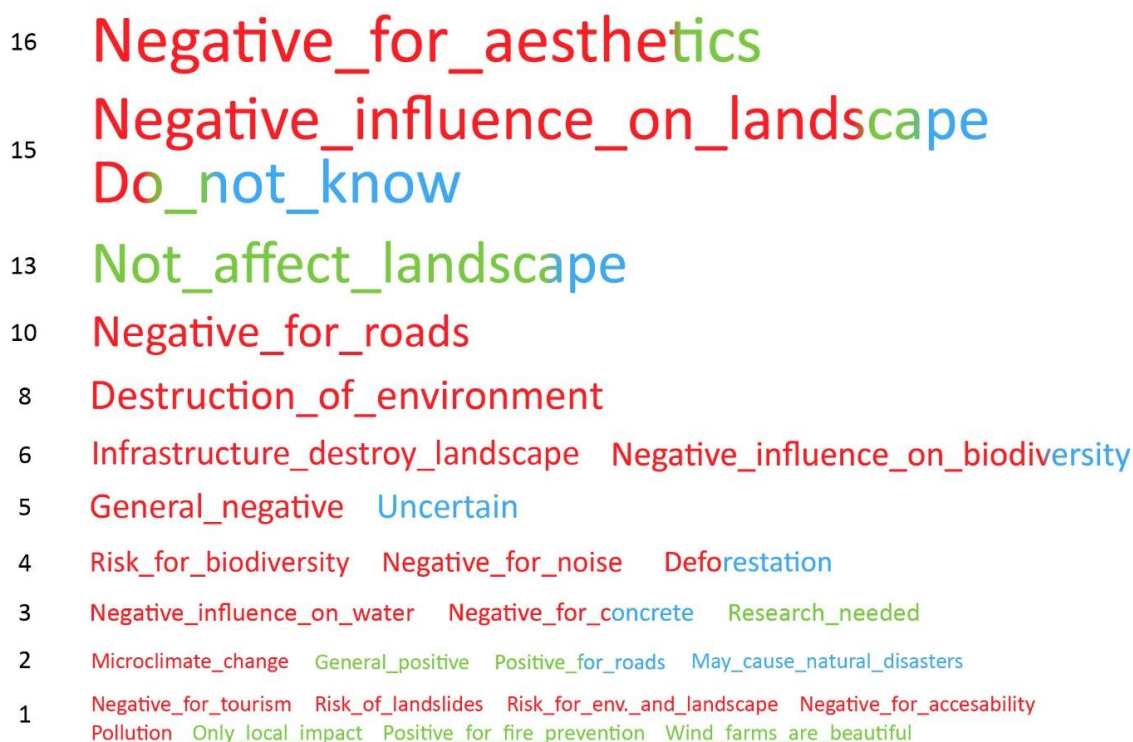 16 Negative_for_aesthetics
Negative_influence_on_landscape
15
Do_not_know
13 Not_affect_landscape
10 Negative_for_roads
8 Destruction_of_environment
6 Infrastructure_destroy_landscape Negative_influence_on_biodiversity
5 General_negative Uncertain
4 Risk_for_biodiversity Negative_for_noise Deforestation
3 Negative_influence_on_water Negative_for_concrete Research_needed
2 Microclimate_change General_positive Positive_for_roads May_cause_natural_disasters
Negative_for_tourism Risk_of_landslides Risk_for_env._and_landscape Negative_for_accesability
1
Pollution Only_local_impact Positive_for_fire_prevention Wind_farms_are_beautiful